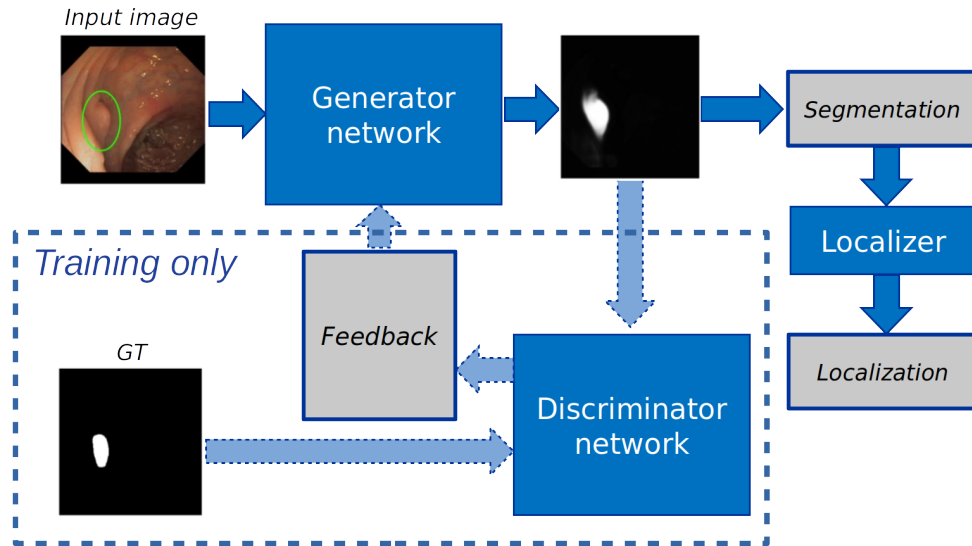 Input image
Generator
network
Segmentation
Localizer
Localization
Training only
Feedback
GT
Discriminator
network